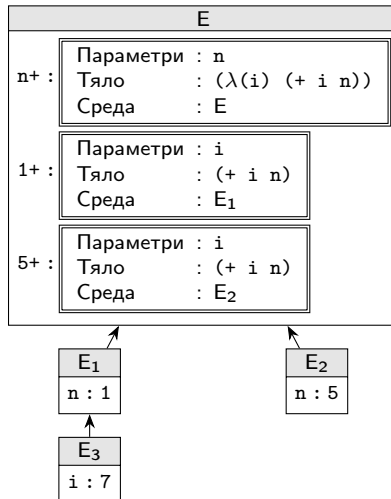 E
n+ : Параметри : n
Тяло : (λ(i) (+ i n))
Среда : E
1+ : Параметри : i
Тяло : (+ i n)
Среда : E₁
5+ : Параметри : i
Тяло : (+ i n)
Среда : E₂
E₁
n : 1
E₂
n : 5
E₃
i : 7